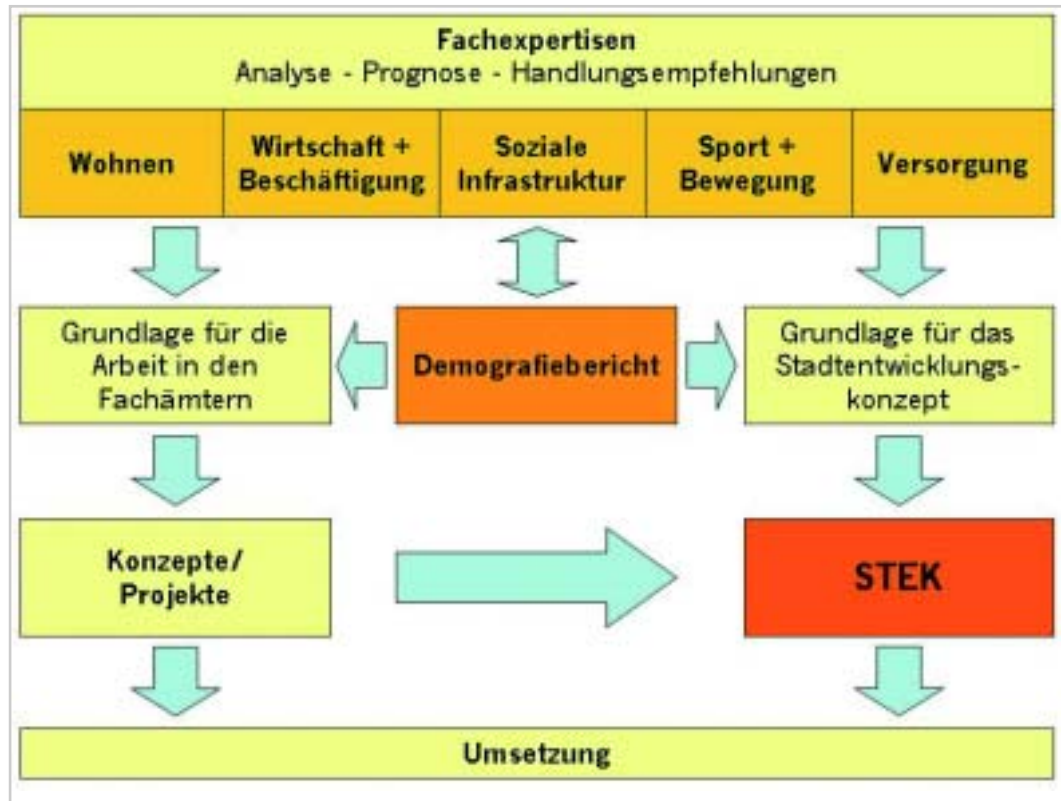 Fachexpertisen
Analyse - Prognose - Handlungsempfehlungen
Wohnen
Wirtschaft +
Beschäftigung
Soziale
Infrastruktur
Sport +
Bewegung
Versorgung
Grundlage für die
Arbeit in den
Fachämtern
Demografiebericht
Grundlage für das
Stadtentwicklungs-
konzept
Konzepte/
Projekte
STEK
Umsetzung